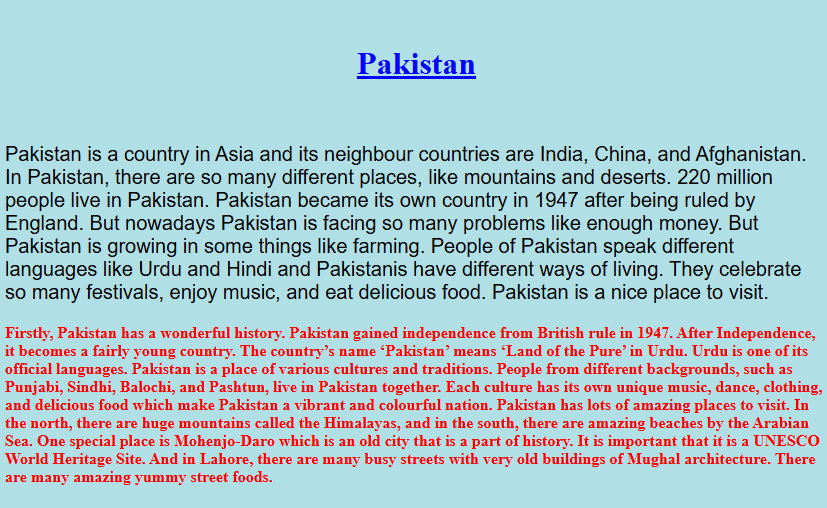 Pakistan
Pakistan is a country in Asia and its neighbour countries are India, China, and Afghanistan.
In Pakistan, there are so many different places, like mountains and deserts. 220 million
people live in Pakistan. Pakistan became its own country in 1947 after being ruled by
England. But nowadays Pakistan is facing so many problems like enough money. But
Pakistan is growing in some things like farming. People of Pakistan speak different
languages like Urdu and Hindi and Pakistanis have different ways of living. They celebrate
so many festivals, enjoy music, and eat delicious food. Pakistan is a nice place to visit.
Firstly, Pakistan has a wonderful history. Pakistan gained independence from British rule in 1947. After Independence,
it becomes a fairly young country. The country’s name ‘Pakistan’ means ‘Land of the Pure’ in Urdu. Urdu is one of its
official languages. Pakistan is a place of various cultures and traditions. People from different backgrounds, such as
Punjabi, Sindhi, Balochi, and Pashtun, live in Pakistan together. Each culture has its own unique music, dance, clothing,
and delicious food which make Pakistan a vibrant and colourful nation. Pakistan has lots of amazing places to visit. In
the north, there are huge mountains called the Himalayas, and in the south, there are amazing beaches by the Arabian
Sea. One special place is Mohenjo-Daro which is an old city that is a part of history. It is important that it is a UNESCO
World Heritage Site. And in Lahore, there are many busy streets with very old buildings of Mughal architecture. There
are many amazing yummy street foods.